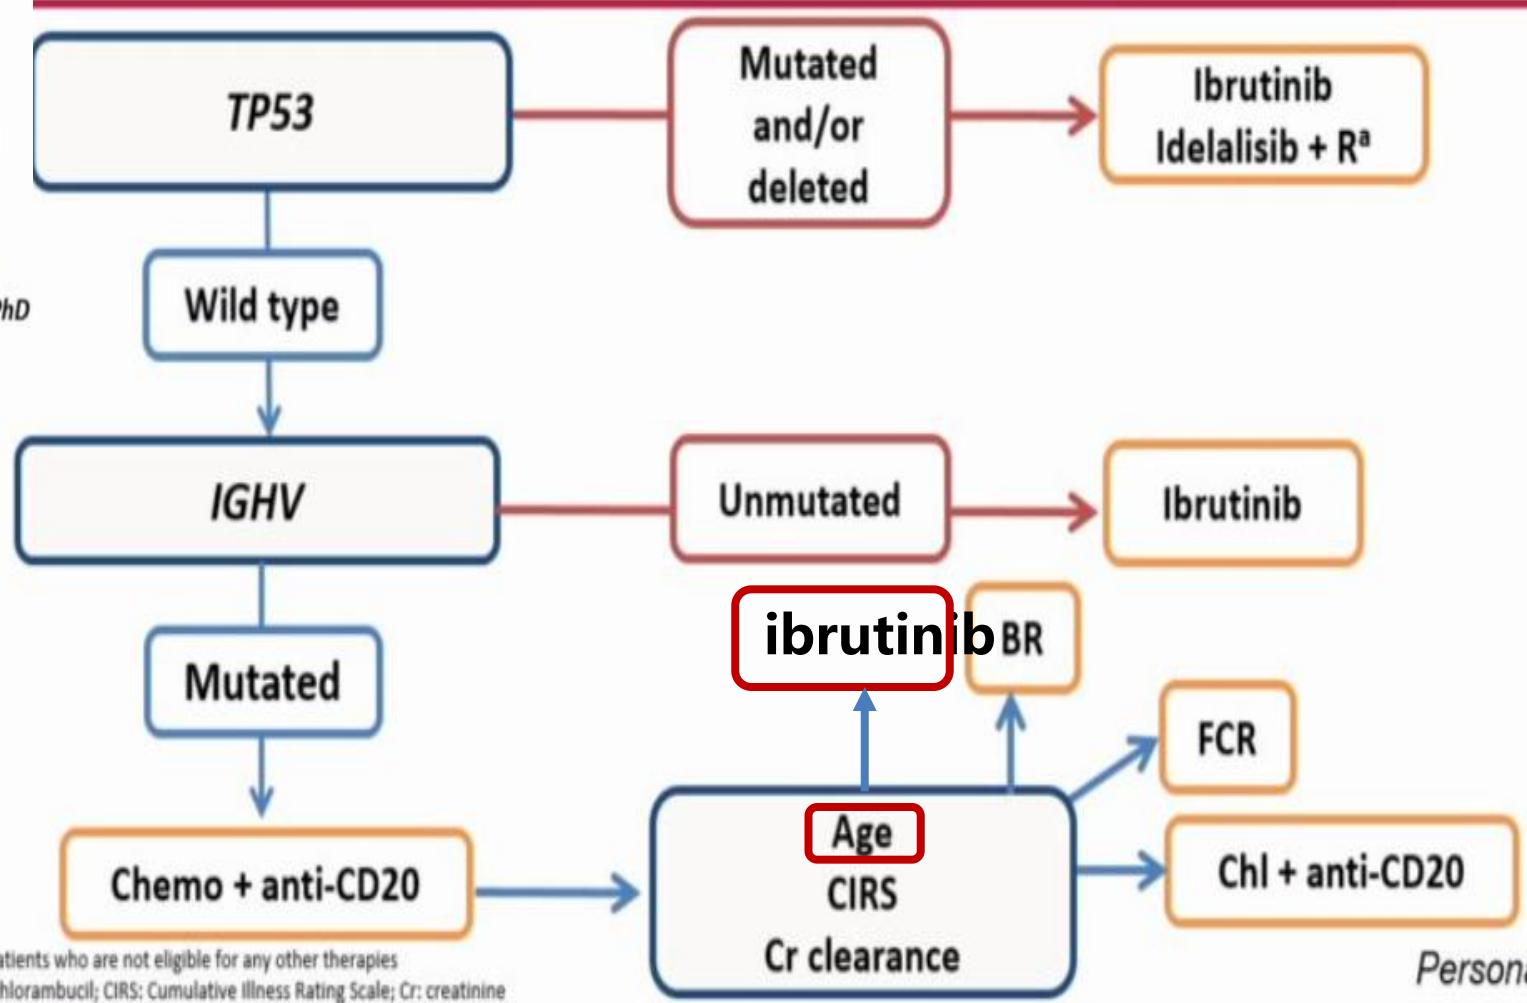 TP53
Mutated
and/or
deleted
Ibrutinib
Idelalisib + Rª
Wild type
PhD
IGHV
Unmutated
Ibrutinib
Mutated
ibrutinib
BR
FCR
Chemo + anti-CD20
Age
CIRS
Cr clearance
Chl + anti-CD20
atients who are not eligible for any other therapies
hlorambucil; CIRS: Cumulative Illness Rating Scale; Cr: creatinine
Persona